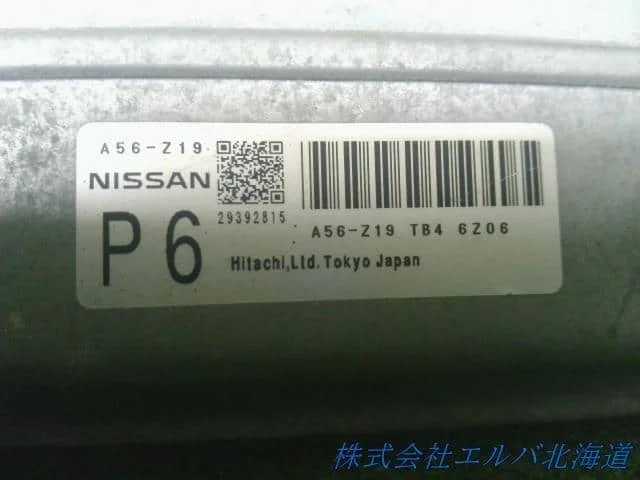 A56-Z19
NISSAN
P6
29392815
A56-Z19 TB4 6Z06
Hitachi,Ltd.Tokyo Japan
株式会社エルバ北海道